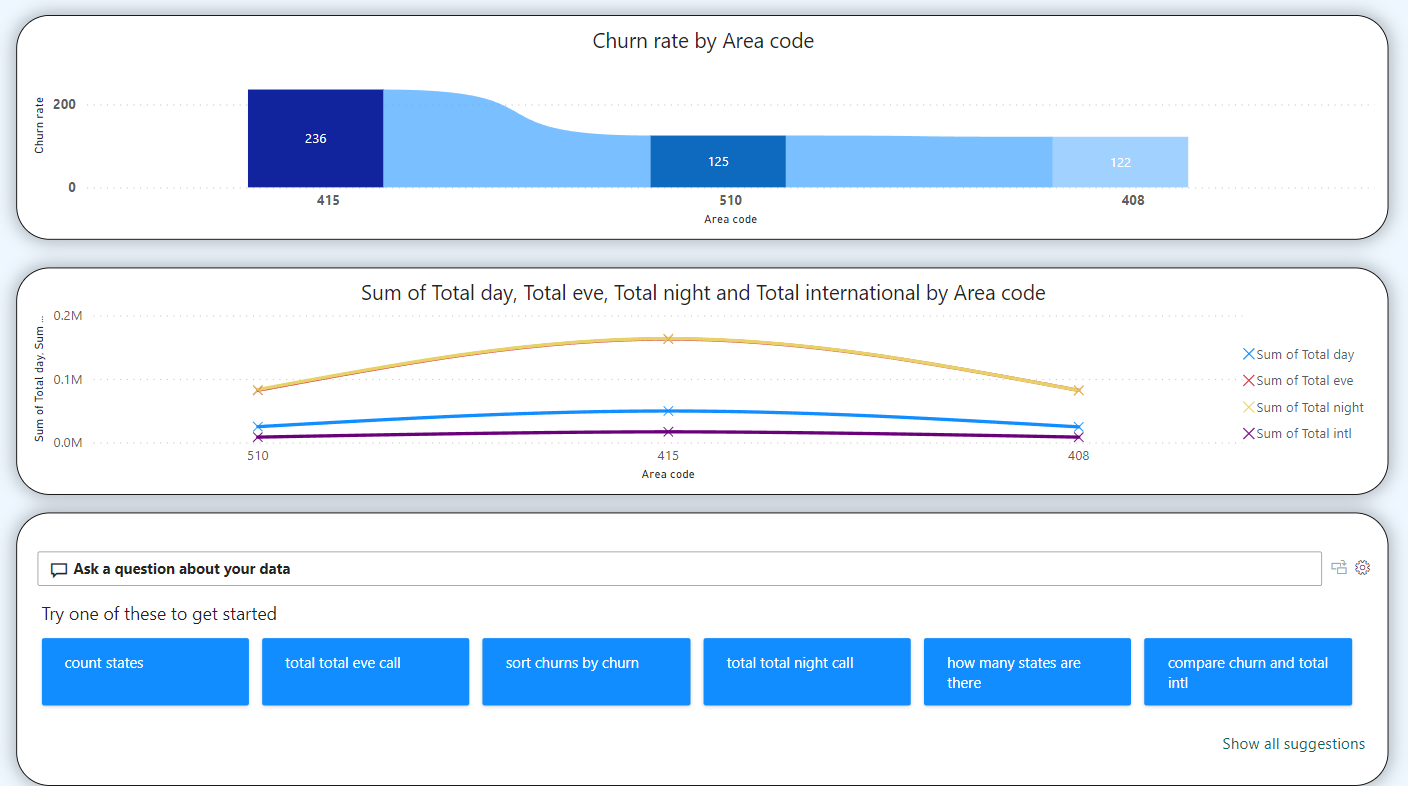 Churn rate by Area code
Churn rate
200
0
236
125
122
415
510
408
Area code
Sum of Total day, Total eve, Total night and Total international by Area code
Sum of Total day, Sum ...
0.2M
0.1M
0.0M
510
415
408
Area code
Sum of Total day
Sum of Total eve
Sum of Total night
Sum of Total intl
Ask a question about your data
Try one of these to get started
count states
total total eve call
sort churns by churn
total total night call
how many states are
there
compare churn and total
intl
Show all suggestions